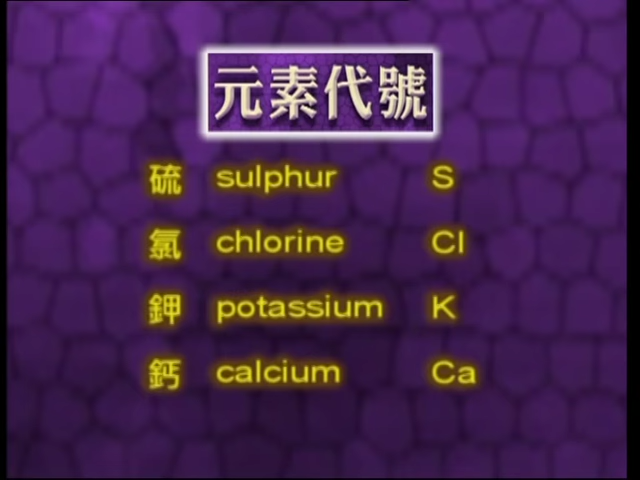 元素代號
硫 sulphur S
氯 chlorine Cl
鉀 potassium K
鈣 calcium Ca